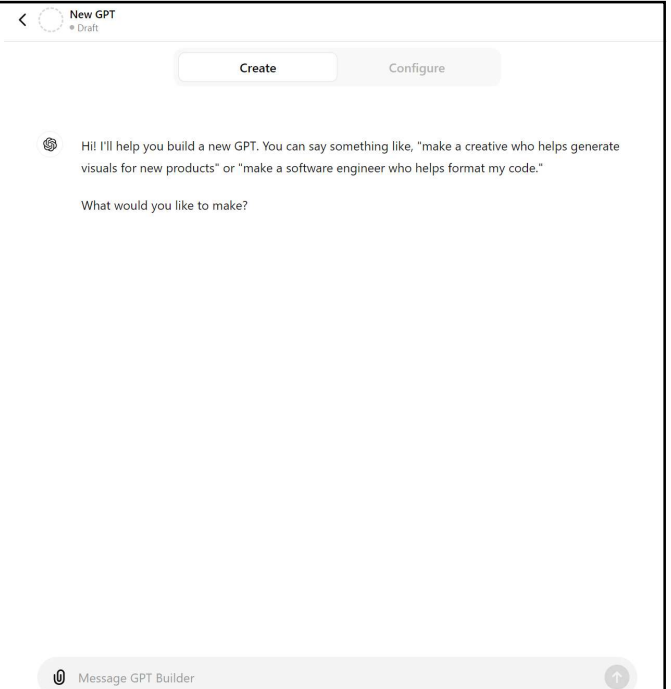 New GPT
Draft
Create
Configure
Hi! I'll help you build a new GPT. You can say something like, "make a creative who helps generate
visuals for new products" or "make a software engineer who helps format my code."
What would you like to make?
Message GPT Builder